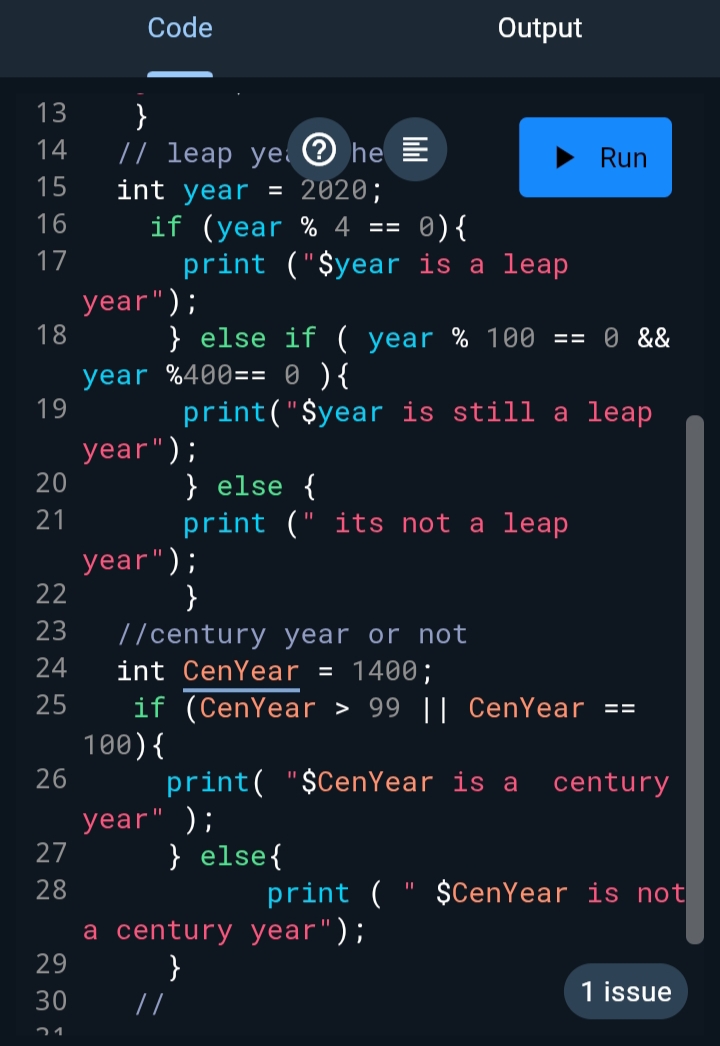 Code Output
13 }
14 // leap ye he
Run
15 int year = 2020;
16 if (year % 4 == 0){
17 print ("$year is a leap
year");
18 } else if ( year % 100 == 0 &&
year %400== 0 ){
19 print("$year is still a leap
year");
20 } else {
21 print (" its not a leap
year");
22 }
23 //century year or not
24 int CenYear = 1400;
25 if (CenYear > 99 || CenYear ==
100){
26 print( "$CenYear is a  century
year" );
27 } else{
28 print ( " $CenYear is not
a century year");
29 }
30 //
1 issue